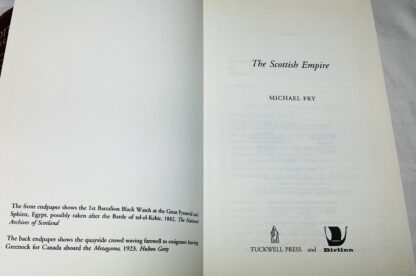 The front endpaper shows the 1st Battalion Black Watch at the Great Pyramid and
Sphinx, Egypt, possibly taken after the Battle of tal-el-Kebir, 1882. The National
Archives of Scotland
The back endpaper shows the quayside crowd waving farewell to emigrants leaving
Greenock for Canada aboard the Metagama, 1923. Hulton Getty
The Scottish Empire
MICHAEL FRY
TUCKWELL PRESS and Birlinn